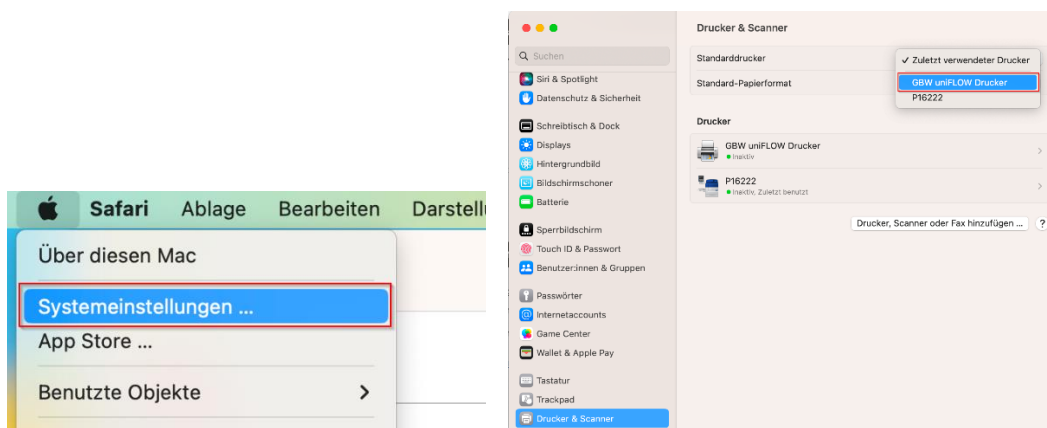 Safari Ablage Bearbeiten Darstell
Über diesen Mac
Systemeinstellungen ...
App Store ...
Benutzte Objekte
Suchen
Siri & Spotlight
Datenschutz & Sicherheit
Schreibtisch & Dock
Displays
Hintergrundbild
Bildschirmschoner
Batterie
Sperrbildschirm
Touch ID & Passwort
Benutzer:innen & Gruppen
Passwörter
Internetaccounts
Game Center
Wallet & Apple Pay
Tastatur
Trackpad
Drucker & Scanner
Drucker & Scanner
Standarddrucker
✓ Zuletzt verwendeter Drucker
GBW uniFLOW Drucker
P16222
Standard-Papierformat
Drucker
GBW uniFLOW Drucker
Inaktiv
P16222
Inaktiv, Zuletzt benutzt
Drucker, Scanner oder Fax hinzufügen ... ?